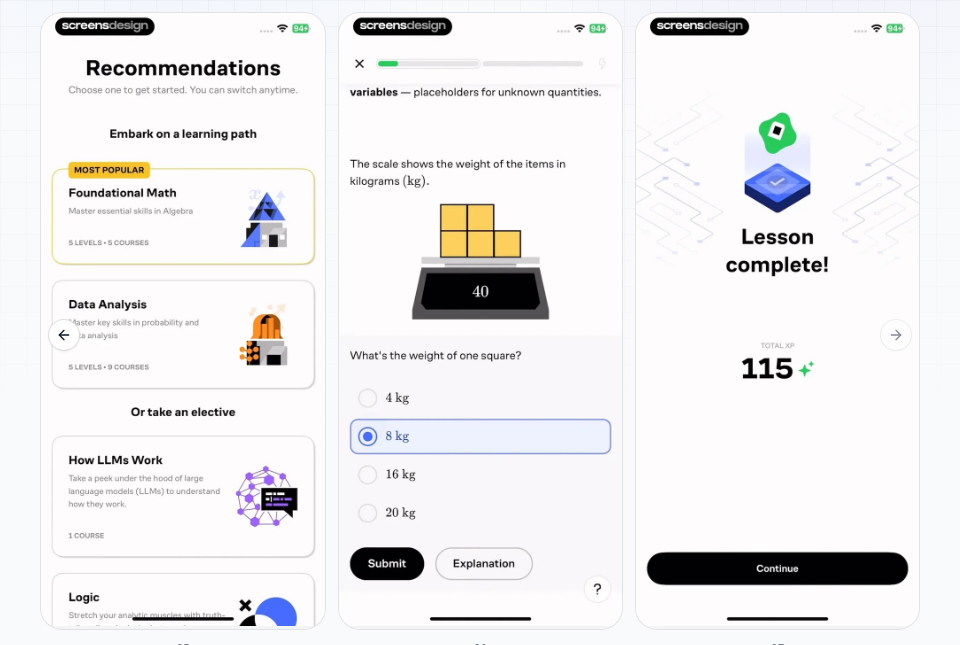 screensdesign
94+
Recommendations
Choose one to get started. You can switch anytime.
Embark on a learning path
MOST POPULAR
Foundational Math
Master essential skills in Algebra
5 LEVELS • 5 COURSES
Data Analysis
Master key skills in probability and
data analysis
5 LEVELS • 9 COURSES
Or take an elective
How LLMs Work
Take a peek under the hood of large
language models (LLMs) to understand
how they work.
1 COURSE
Logic
Stretch your analytic muscles with truth-
screensdesign
94+
variables — placeholders for unknown quantities.
The scale shows the weight of the items in
kilograms (kg).
40
What's the weight of one square?
4 kg
8 kg
16 kg
20 kg
Submit
Explanation
?
screensdesign
94+
Lesson
complete!
TOTAL XP
115
Continue